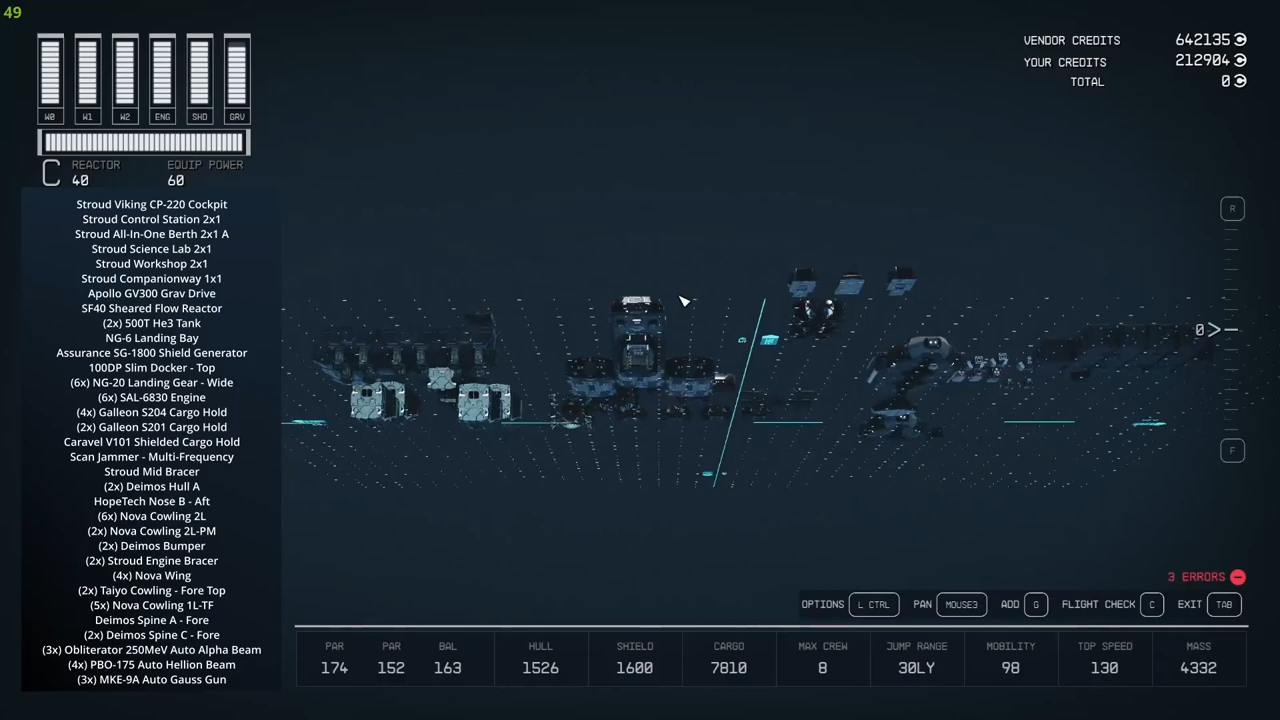 49
VENDOR CREDITS 642135
YOUR CREDITS 212904
TOTAL 0
W0 W1 W2 ENG SHD GRV
C REACTOR 40 EQUIP POWER 60
Stroud Viking CP-220 Cockpit
Stroud Control Station 2x1
Stroud All-In-One Berth 2x1 A
Stroud Science Lab 2x1
Stroud Workshop 2x1
Stroud Companionway 1x1
Apollo GV300 Grav Drive
SF40 Sheared Flow Reactor
(2x) 500T He3 Tank
NG-6 Landing Bay
Assurance SG-1800 Shield Generator
100DP Slim Docker - Top
(6x) NG-20 Landing Gear - Wide
(6x) SAL-6830 Engine
(4x) Galleon S204 Cargo Hold
(2x) Galleon S201 Cargo Hold
Caravel V101 Shielded Cargo Hold
Scan Jammer - Multi-Frequency
Stroud Mid Bracer
(2x) Deimos Hull A
HopeTech Nose B - Aft
(6x) Nova Cowling 2L
(2x) Nova Cowling 2L-PM
(2x) Deimos Bumper
(2x) Stroud Engine Bracer
(4x) Nova Wing
(2x) Taiyo Cowling - Fore Top
(5x) Nova Cowling 1L-TF
Deimos Spine A - Fore
(2x) Deimos Spine C - Fore
(3x) Obliterator 250MeV Auto Alpha Beam
(4x) PBO-175 Auto Hellion Beam
(3x) MKE-9A Auto Gauss Gun
R
0
F
3 ERRORS
OPTIONS L CTRL PAN MOUSE3 ADD G FLIGHT CHECK C EXIT TAB
PAR PAR BAL HULL SHIELD CARGO MAX CREW JUMP RANGE MOBILITY TOP SPEED MASS
174 152 163 1526 1600 7810 8 30LY 98 130 4332